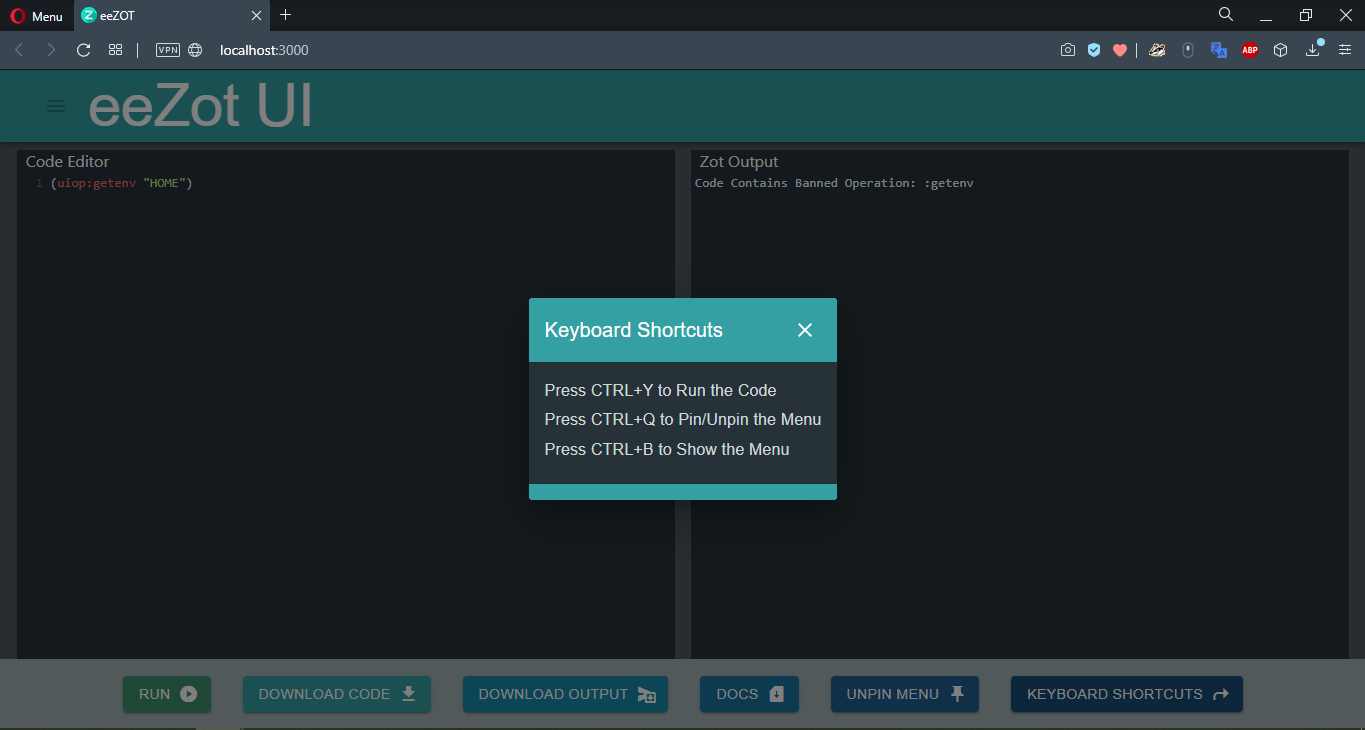 Menu
eeZOT
VPN
localhost:3000
ABP
eeZot UI
Code Editor
1 (uiop:getenv "HOME")
Zot Output
Code Contains Banned Operation: :getenv
Keyboard Shortcuts
Press CTRL+Y to Run the Code
Press CTRL+Q to Pin/Unpin the Menu
Press CTRL+B to Show the Menu
RUN
DOWNLOAD CODE
DOWNLOAD OUTPUT
DOCS
UNPIN MENU
KEYBOARD SHORTCUTS